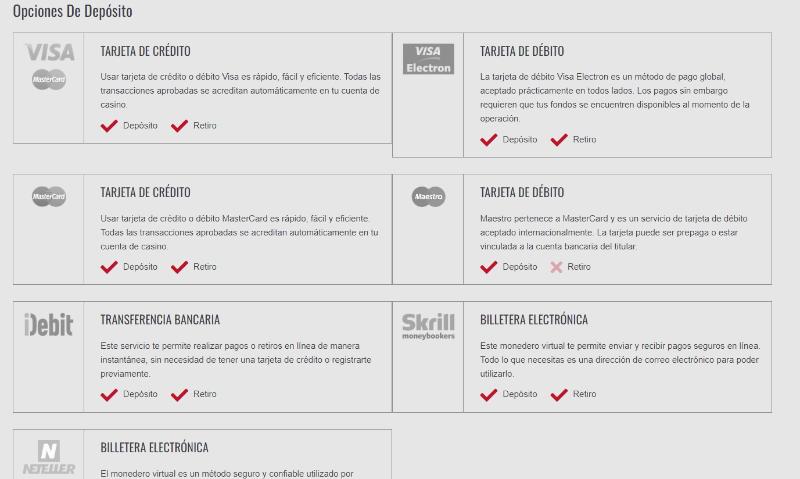 Opciones De Depósito
VISA
MasterCard
TARJETA DE CRÉDITO
Usar tarjeta de crédito o débito Visa es rápido, fácil y eficiente. Todas las
transacciones aprobadas se acreditan automáticamente en tu cuenta de
casino.
Depósito Retiro
VISA
Electron
TARJETA DE DÉBITO
La tarjeta de débito Visa Electron es un método de pago global,
aceptado prácticamente en todos lados. Los pagos sin embargo
requieren que tus fondos se encuentren disponibles al momento de la
operación.
Depósito Retiro
MasterCard
TARJETA DE CRÉDITO
Usar tarjeta de crédito o débito MasterCard es rápido, fácil y eficiente.
Todas las transacciones aprobadas se acreditan automáticamente en tu
cuenta de casino.
Depósito Retiro
Maestro
TARJETA DE DÉBITO
Maestro pertenece a MasterCard y es un servicio de tarjeta de débito
aceptado internacionalmente. La tarjeta puede ser prepaga o estar
vinculada a la cuenta bancaria del titular.
Depósito Retiro
iDebit
TRANSFERENCIA BANCARIA
Este servicio te permite realizar pagos o retiros en línea de manera
instantánea, sin necesidad de tener una tarjeta de crédito o registrarte
previamente.
Depósito Retiro
Skrill
moneybookers
BILLETERA ELECTRÓNICA
Este monedero virtual te permite enviar y recibir pagos seguros en línea.
Todo lo que necesitas es una dirección de correo electrónico para poder
utilizarlo.
Depósito Retiro
N
NETELLER
BILLETERA ELECTRÓNICA
El monedero virtual es un método seguro y confiable utilizado por